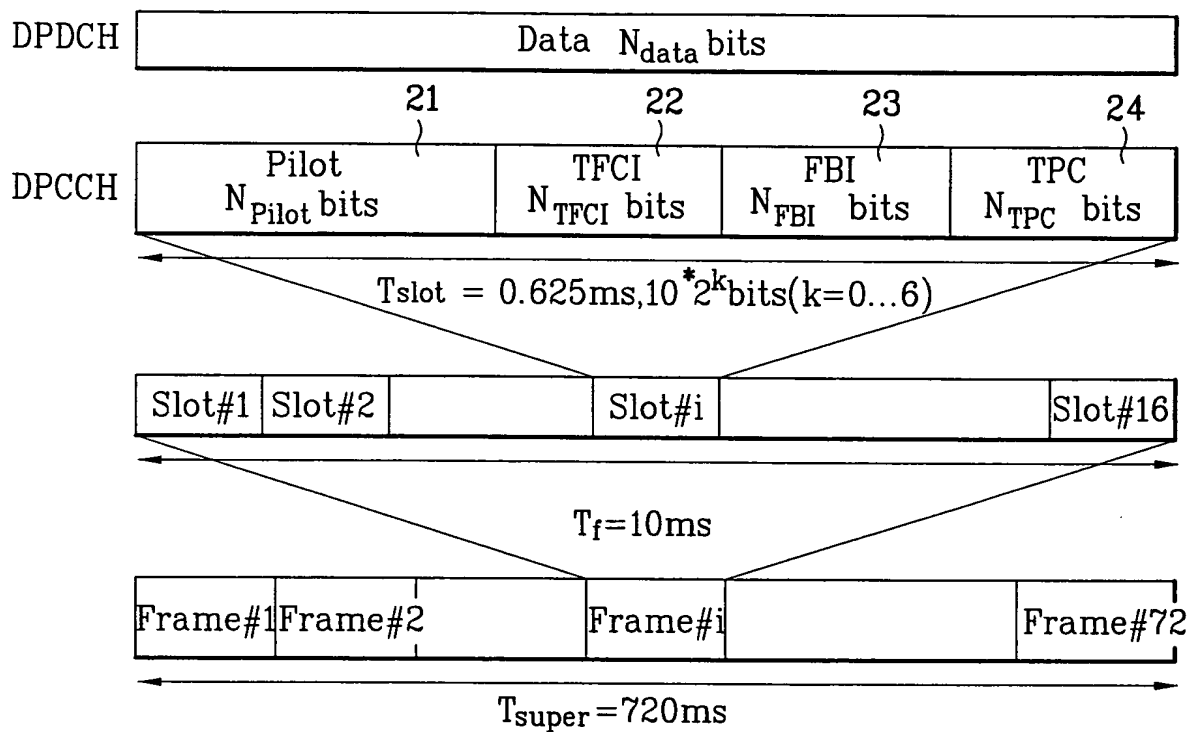 DPDCH
Data N_data bits
21 22 23 24
DPCCH
Pilot
N_Pilot bits
TFCI
N_TFCI bits
FBI
N_FBI bits
TPC
N_TPC bits
T_slot = 0.625ms,10*2^k bits(k=0...6)
Slot#1 Slot#2 Slot#i Slot#16
T_f=10ms
Frame#1 Frame#2 Frame#i Frame#72
T_super=720ms